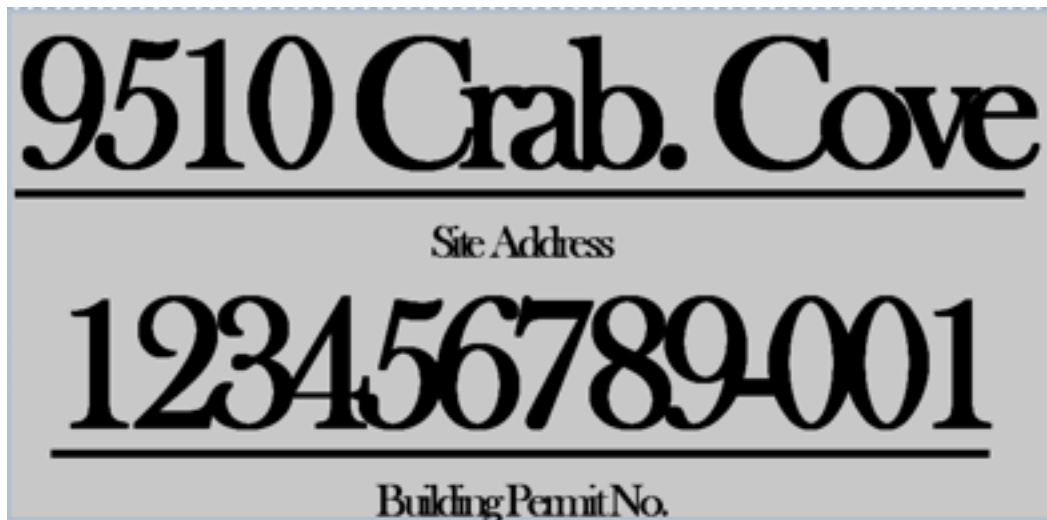 9510 Crab. Cove
Site Address
123456789-001
Building Permit No.